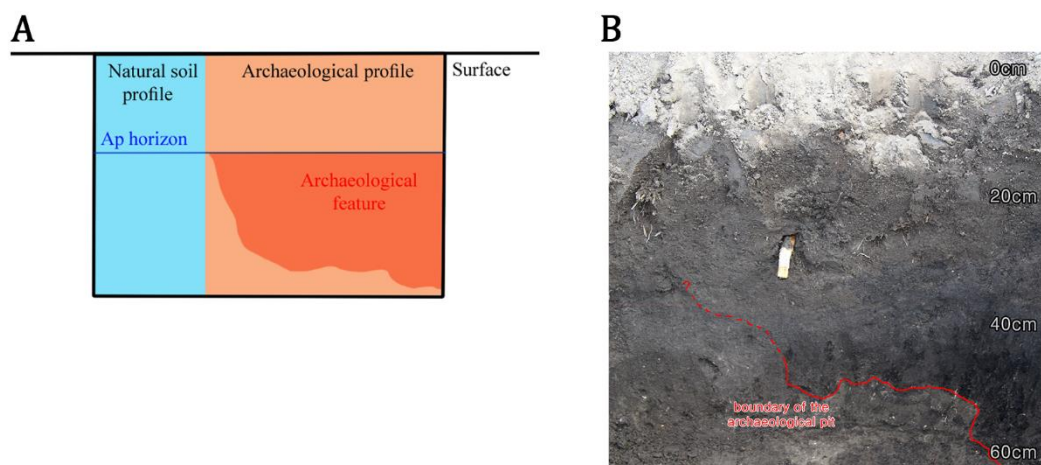 A
Natural soil
profile
Archaeological profile
Surface
Ap horizon
Archaeological
feature
B
0cm
20cm
?
40cm
boundary of the
archaeological pit
60cm